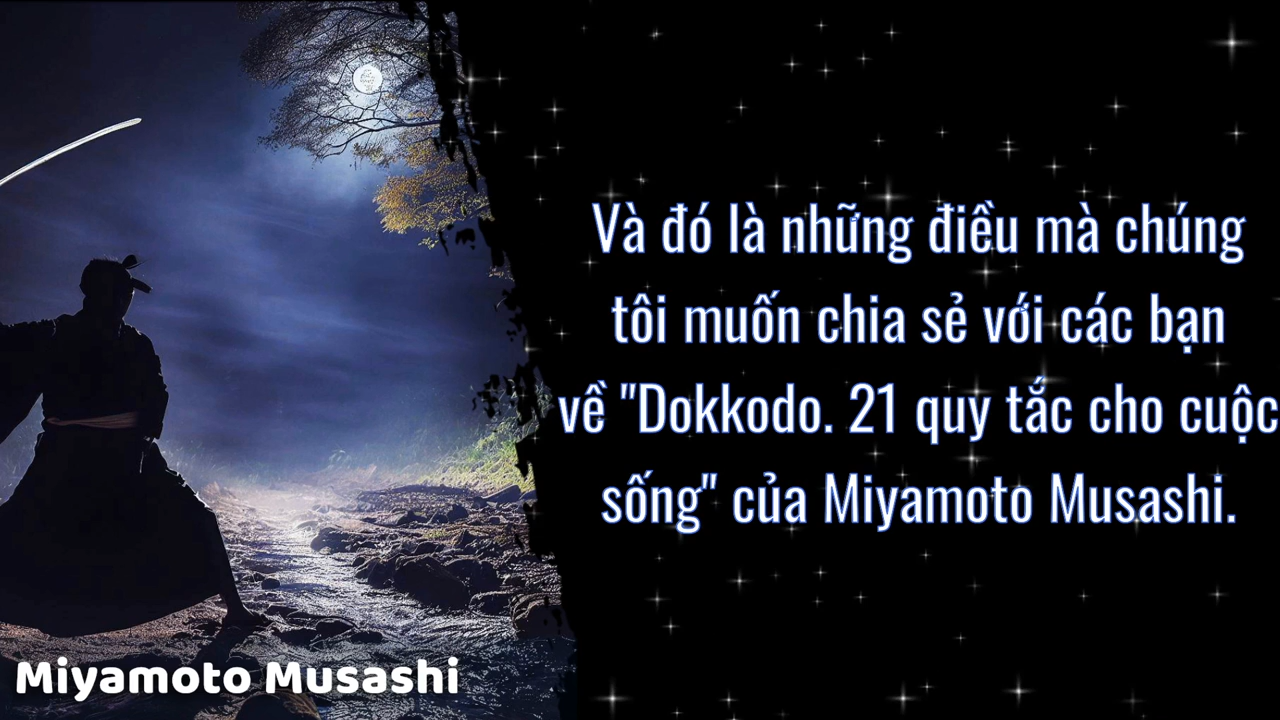 Và đó là những điều mà chúng
tôi muốn chia sẻ với các bạn
về "Dokkodo. 21 quy tắc cho cuộc
sống" của Miyamoto Musashi.
Miyamoto Musashi